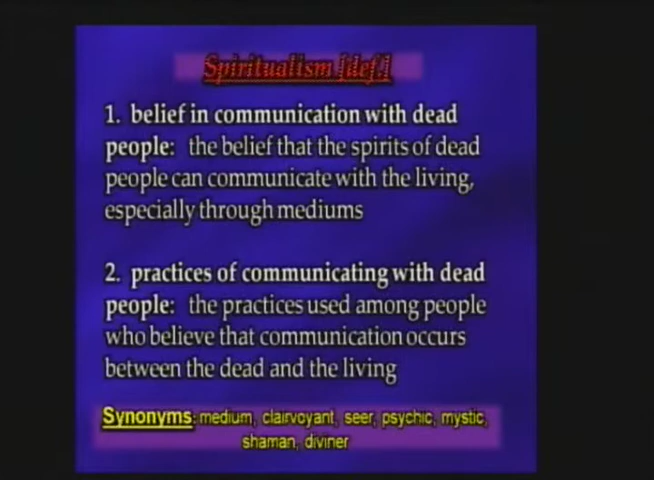 Spiritualism [def.]
1. belief in communication with dead
people: the belief that the spirits of dead
people can communicate with the living,
especially through mediums
2. practices of communicating with dead
people: the practices used among people
who believe that communication occurs
between the dead and the living
Synonyms: medium, clairvoyant, seer, psychic, mystic,
shaman, diviner